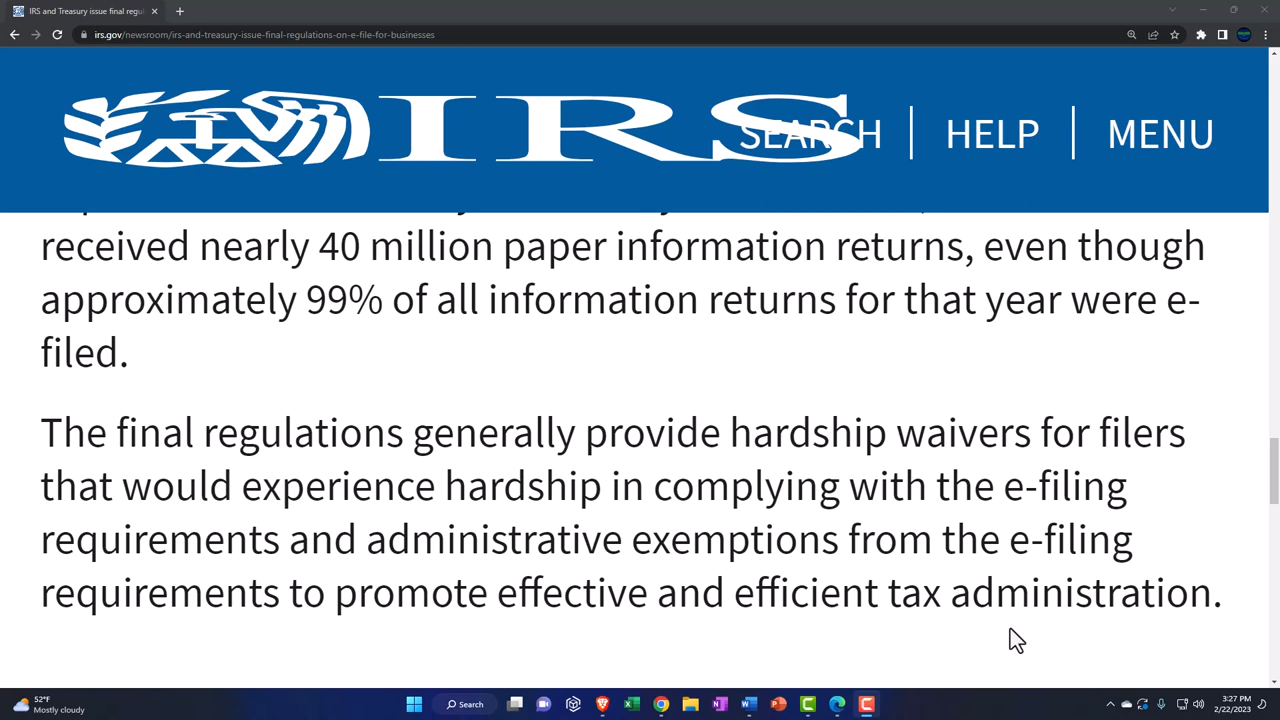 IRS and Treasury issue final regul
irs.gov/newsroom/irs-and-treasury-issue-final-regulations-on-e-file-for-businesses
IRS
SEARCH
HELP
MENU
received nearly 40 million paper information returns, even though
approximately 99% of all information returns for that year were e-
filed.
The final regulations generally provide hardship waivers for filers
that would experience hardship in complying with the e-filing
requirements and administrative exemptions from the e-filing
requirements to promote effective and efficient tax administration.
52°F
Mostly cloudy
Search
3:27 PM
2/22/2023